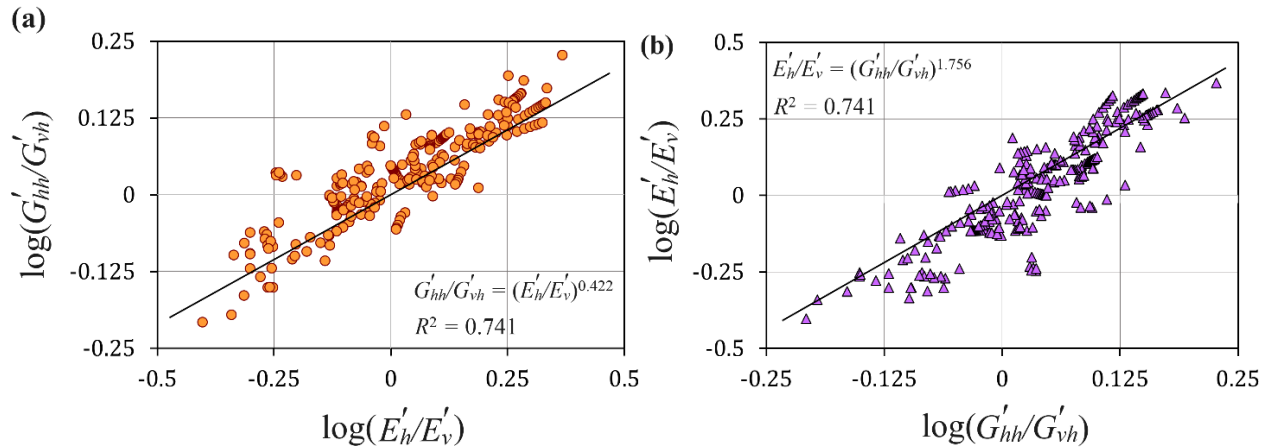 (a)
log(G′hh/G′vh)
0.25
0.125
0
-0.125
-0.25
G′hh/G′vh = (E′h/E′v)^0.422
R² = 0.741
-0.5
-0.25
0
0.25
0.5
log(E′h/E′v)
(b)
log(E′h/E′v)
0.5
0.25
0
-0.25
-0.5
E′h/E′v = (G′hh/G′vh)^1.756
R² = 0.741
-0.25
-0.125
0
0.125
0.25
log(G′hh/G′vh)